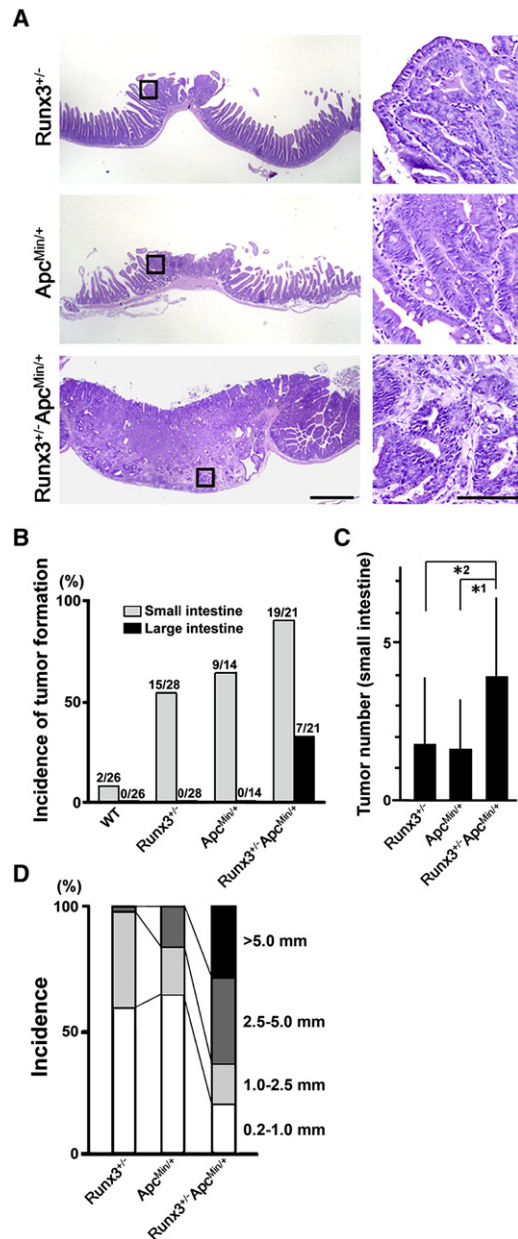 A
Runx3+/-
ApcMin/+
Runx3+/-ApcMin/+
B
(%)
Incidence of tumor formation
100
50
0
Small intestine
Large intestine
2/26
0/26
15/28
0/28
9/14
0/14
19/21
7/21
WT
Runx3+/-
ApcMin/+
Runx3+/-ApcMin/+
C
Tumor number (small intestine)
5
0
*2
*1
Runx3+/-
ApcMin/+
Runx3+/-ApcMin/+
D
(%)
Incidence
100
50
0
>5.0 mm
2.5-5.0 mm
1.0-2.5 mm
0.2-1.0 mm
Runx3+/-
ApcMin/+
Runx3+/-ApcMin/+